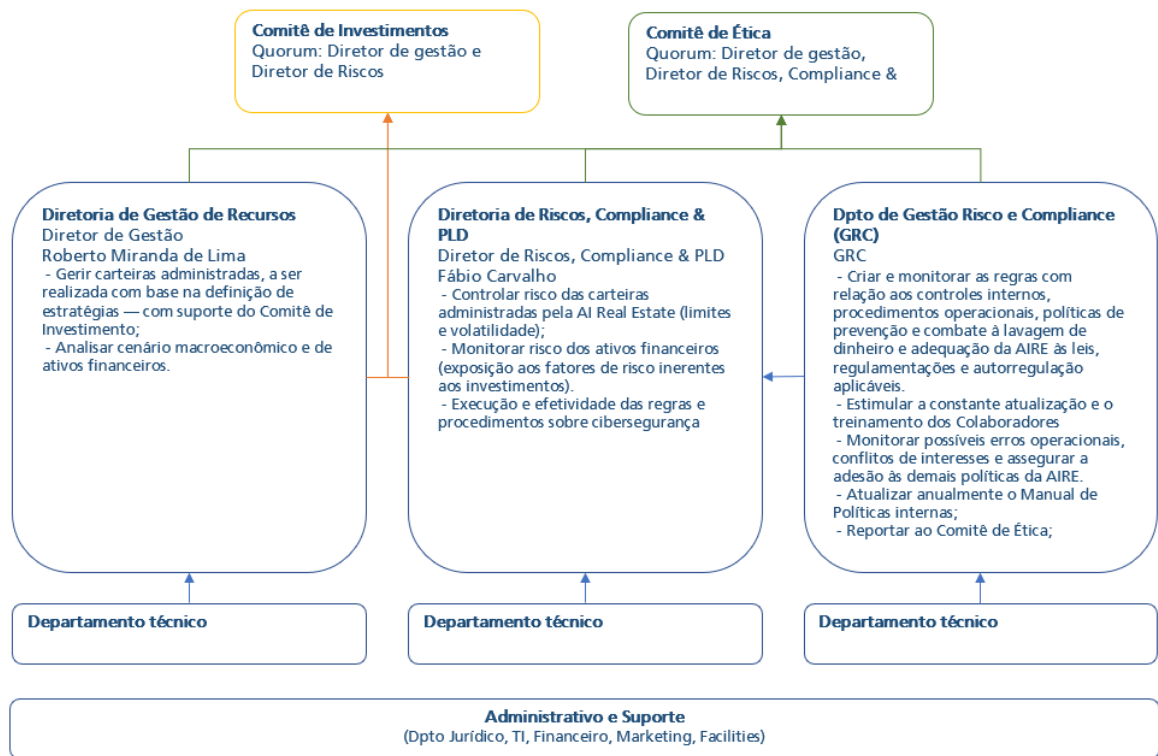 Comitê de Investimentos
Quorum: Diretor de gestão e
Diretor de Riscos
Comitê de Ética
Quorum: Diretor de gestão,
Diretor de Riscos, Compliance &
Diretoria de Gestão de Recursos
Diretor de Gestão
Roberto Miranda de Lima
- Gerir carteiras administradas, a ser
realizada com base na definição de
estratégias — com suporte do Comitê de
Investimento;
- Analisar cenário macroeconômico e de
ativos financeiros.
Diretoria de Riscos, Compliance &
PLD
Diretor de Riscos, Compliance & PLD
Fábio Carvalho
- Controlar risco das carteiras
administradas pela AI Real Estate (limites
e volatilidade);
- Monitorar risco dos ativos financeiros
(exposição aos fatores de risco inerentes
aos investimentos).
- Execução e efetividade das regras e
procedimentos sobre cibersegurança
Dpto de Gestão Risco e Compliance
(GRC)
GRC
- Criar e monitorar as regras com
relação aos controles internos,
procedimentos operacionais, políticas de
prevenção e combate à lavagem de
dinheiro e adequação da AIRE às leis,
regulamentações e autorregulação
aplicáveis.
- Estimular a constante atualização e o
treinamento dos Colaboradores
- Monitorar possíveis erros operacionais,
conflitos de interesses e assegurar a
adesão às demais políticas da AIRE.
- Atualizar anualmente o Manual de
Políticas internas;
- Reportar ao Comitê de Ética;
Departamento técnico
Departamento técnico
Departamento técnico
Administrativo e Suporte
(Dpto Jurídico, TI, Financeiro, Marketing, Facilities)